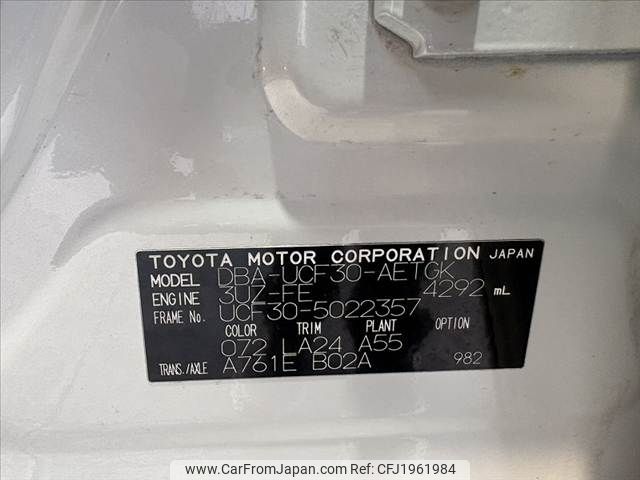 TOYOTA MOTOR CORPORATION JAPAN
MODEL DBA-UCF30-AETGK
ENGINE 3UZ-FE 4292 mL
FRAME No. UCF30-5022357
COLOR TRIM PLANT OPTION
072 LA24 A55
TRANS./AXLE A761E B02A 982
www.CarFromJapan.com for CFJ1961984